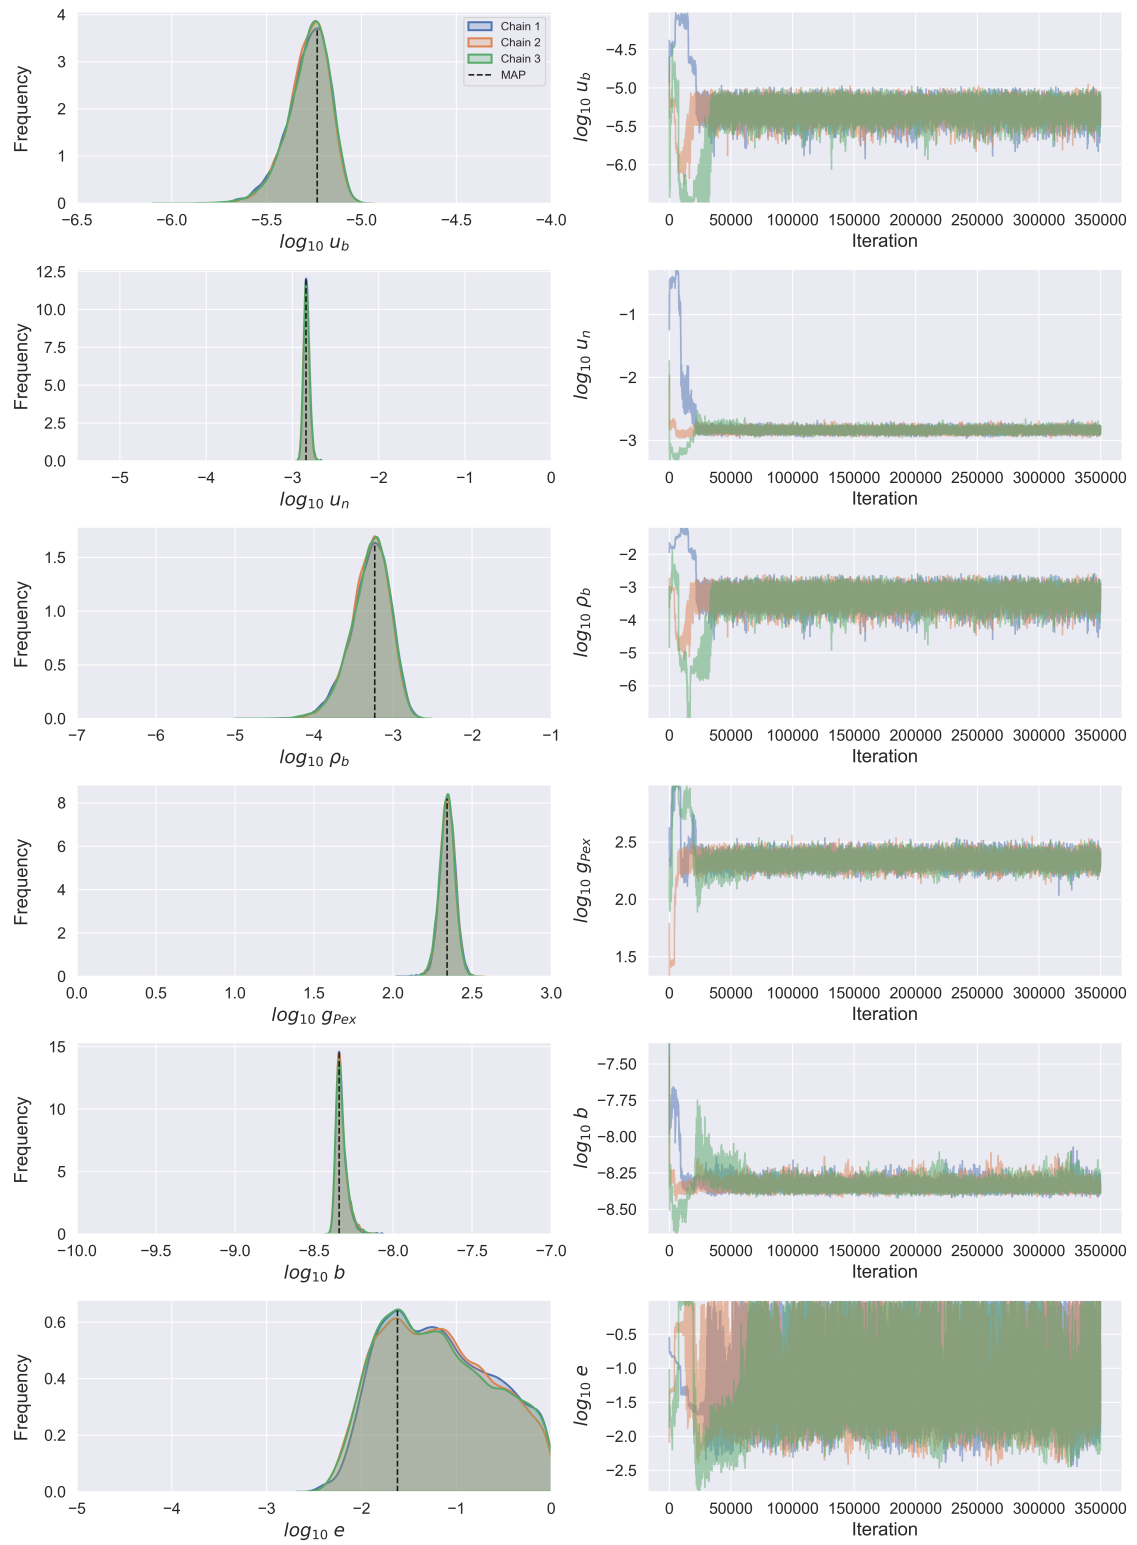 4
3
2
1
0
Frequency
−6.5 −6.0 −5.5 −5.0 −4.5 −4.0
log10 ub
Chain 1
Chain 2
Chain 3
MAP
−4.5
−5.0
−5.5
−6.0
log10 ub
0 50000 100000 150000 200000 250000 300000 350000
Iteration
12.5
10.0
7.5
5.0
2.5
0.0
Frequency
−5 −4 −3 −2 −1 0
log10 un
−1
−2
−3
log10 un
0 50000 100000 150000 200000 250000 300000 350000
Iteration
1.5
1.0
0.5
0.0
Frequency
−7 −6 −5 −4 −3 −2 −1
log10 ρb
−2
−3
−4
−5
−6
log10 ρb
0 50000 100000 150000 200000 250000 300000 350000
Iteration
8
6
4
2
0
Frequency
0.0 0.5 1.0 1.5 2.0 2.5 3.0
log10 gPex
2.5
2.0
1.5
log10 gPex
0 50000 100000 150000 200000 250000 300000 350000
Iteration
15
10
5
0
Frequency
−10.0 −9.5 −9.0 −8.5 −8.0 −7.5 −7.0
log10 b
−7.50
−7.75
−8.00
−8.25
−8.50
log10 b
0 50000 100000 150000 200000 250000 300000 350000
Iteration
0.6
0.4
0.2
0.0
Frequency
−5 −4 −3 −2 −1 0
log10 e
−0.5
−1.0
−1.5
−2.0
−2.5
log10 e
0 50000 100000 150000 200000 250000 300000 350000
Iteration